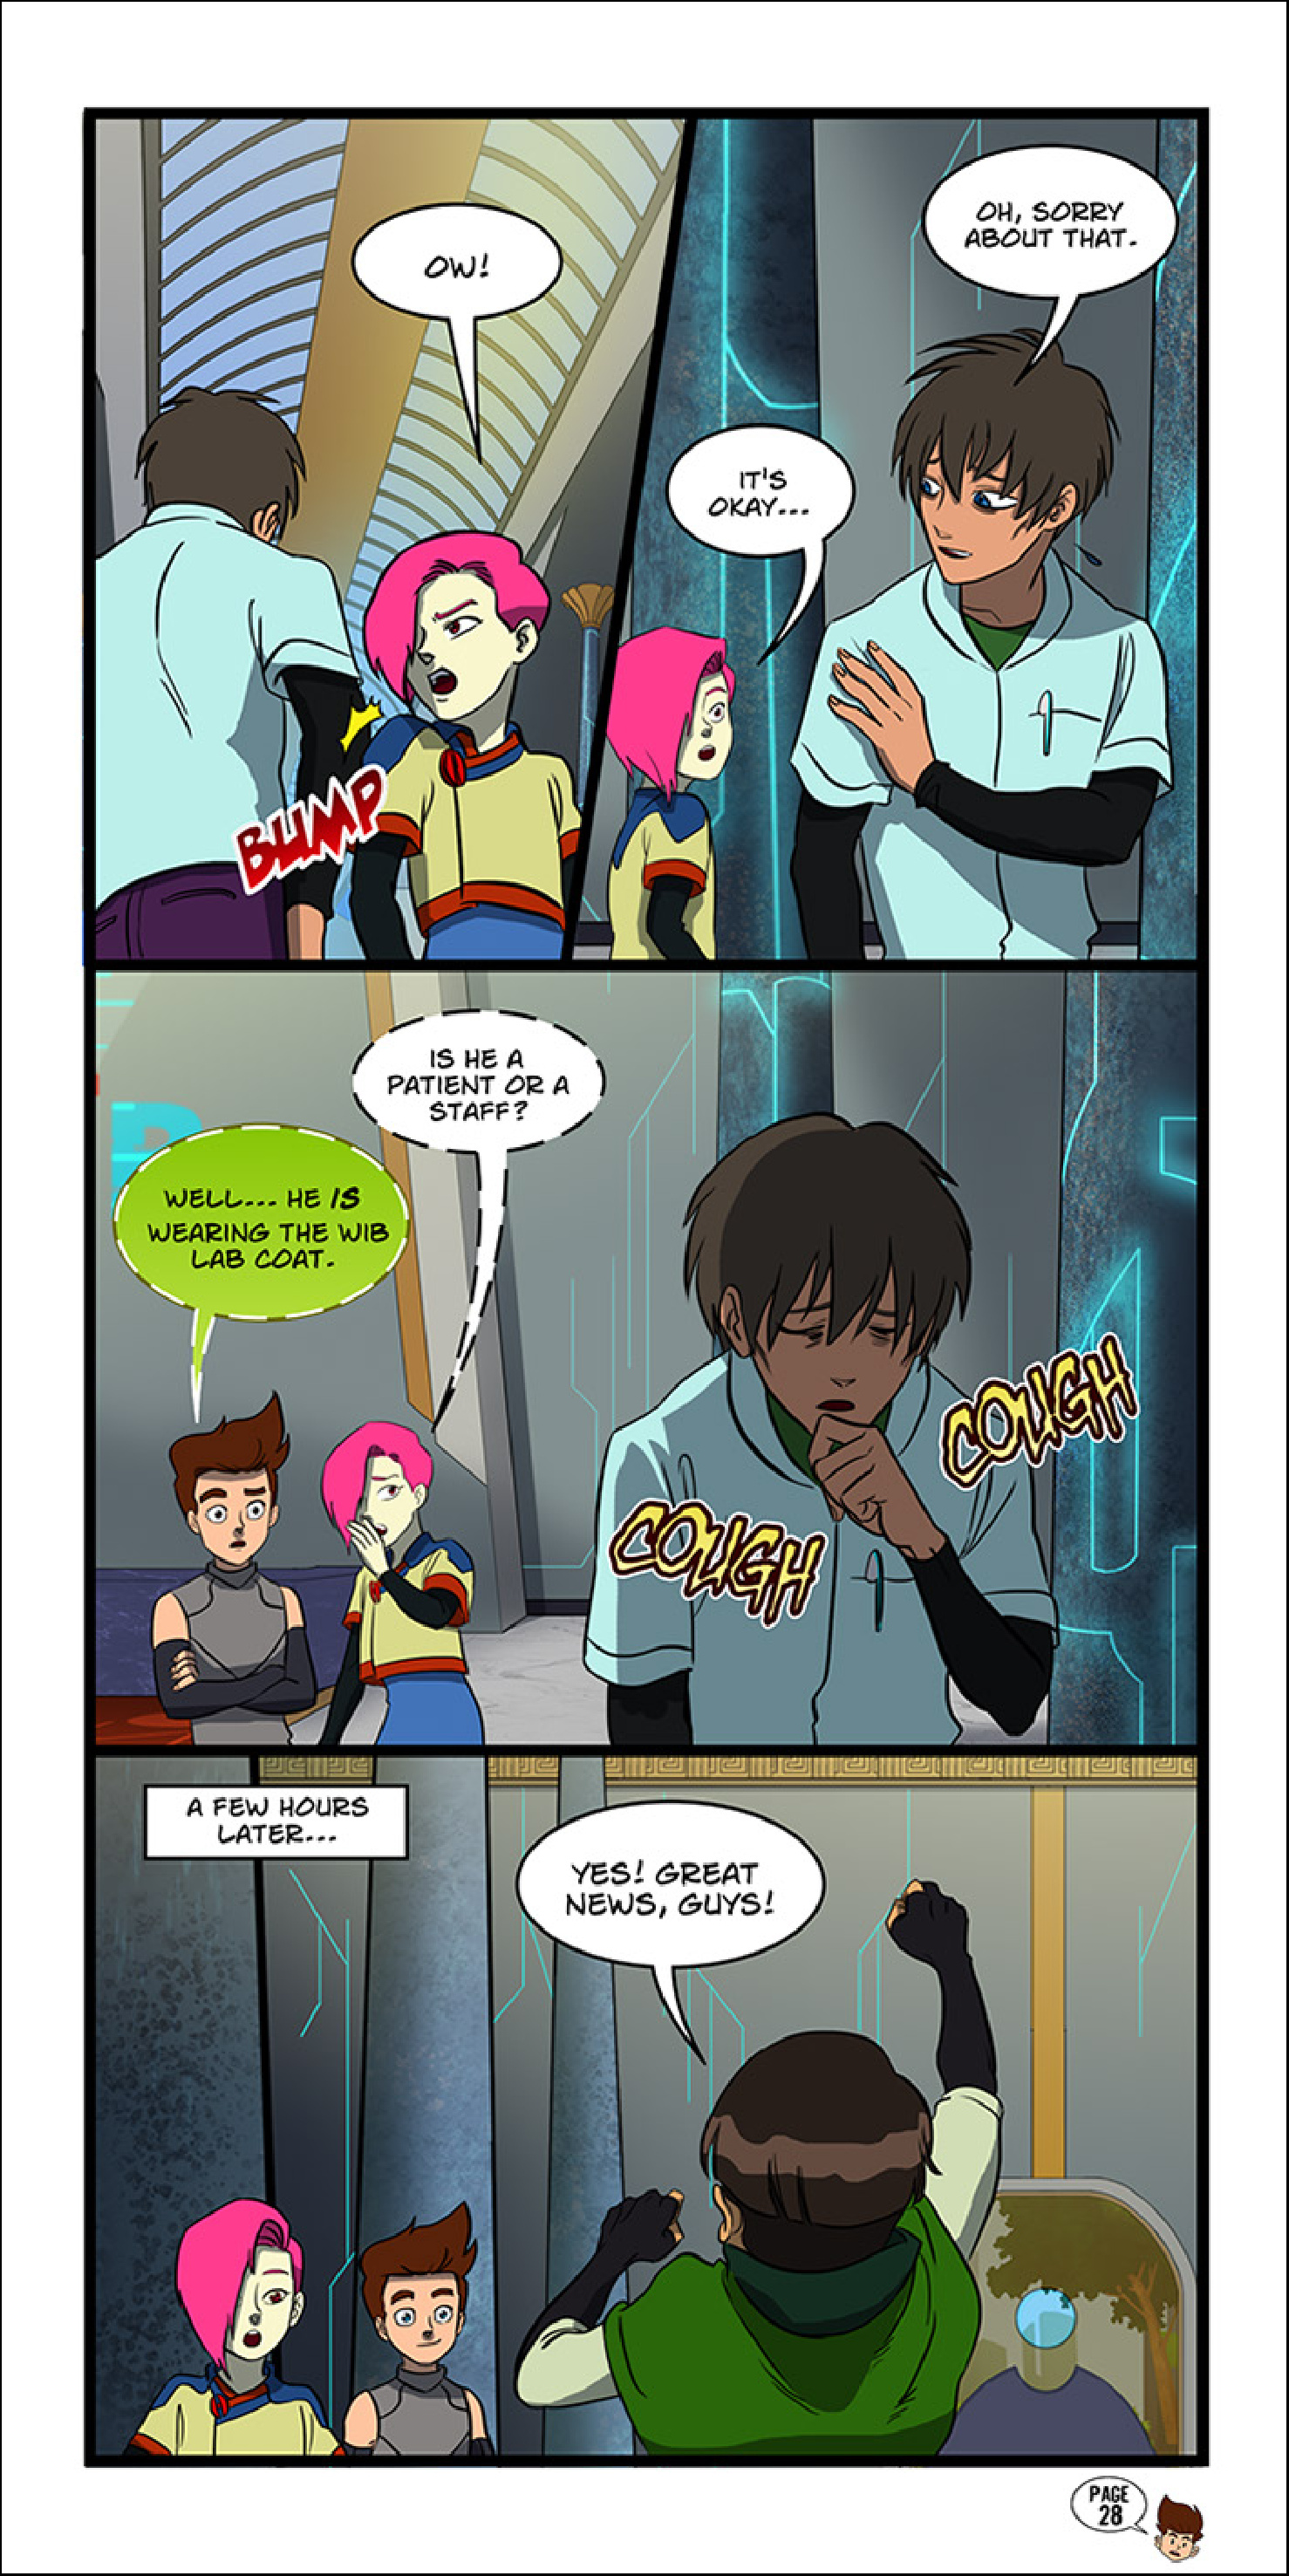 OW!
BUMP
OH, SORRY
ABOUT THAT.
IT'S
OKAY...
IS HE A
PATIENT OR A
STAFF?
WELL... HE IS
WEARING THE WIB
LAB COAT.
COUGH
COUGH
A FEW HOURS
LATER...
YES! GREAT
NEWS, GUYS!
PAGE
28